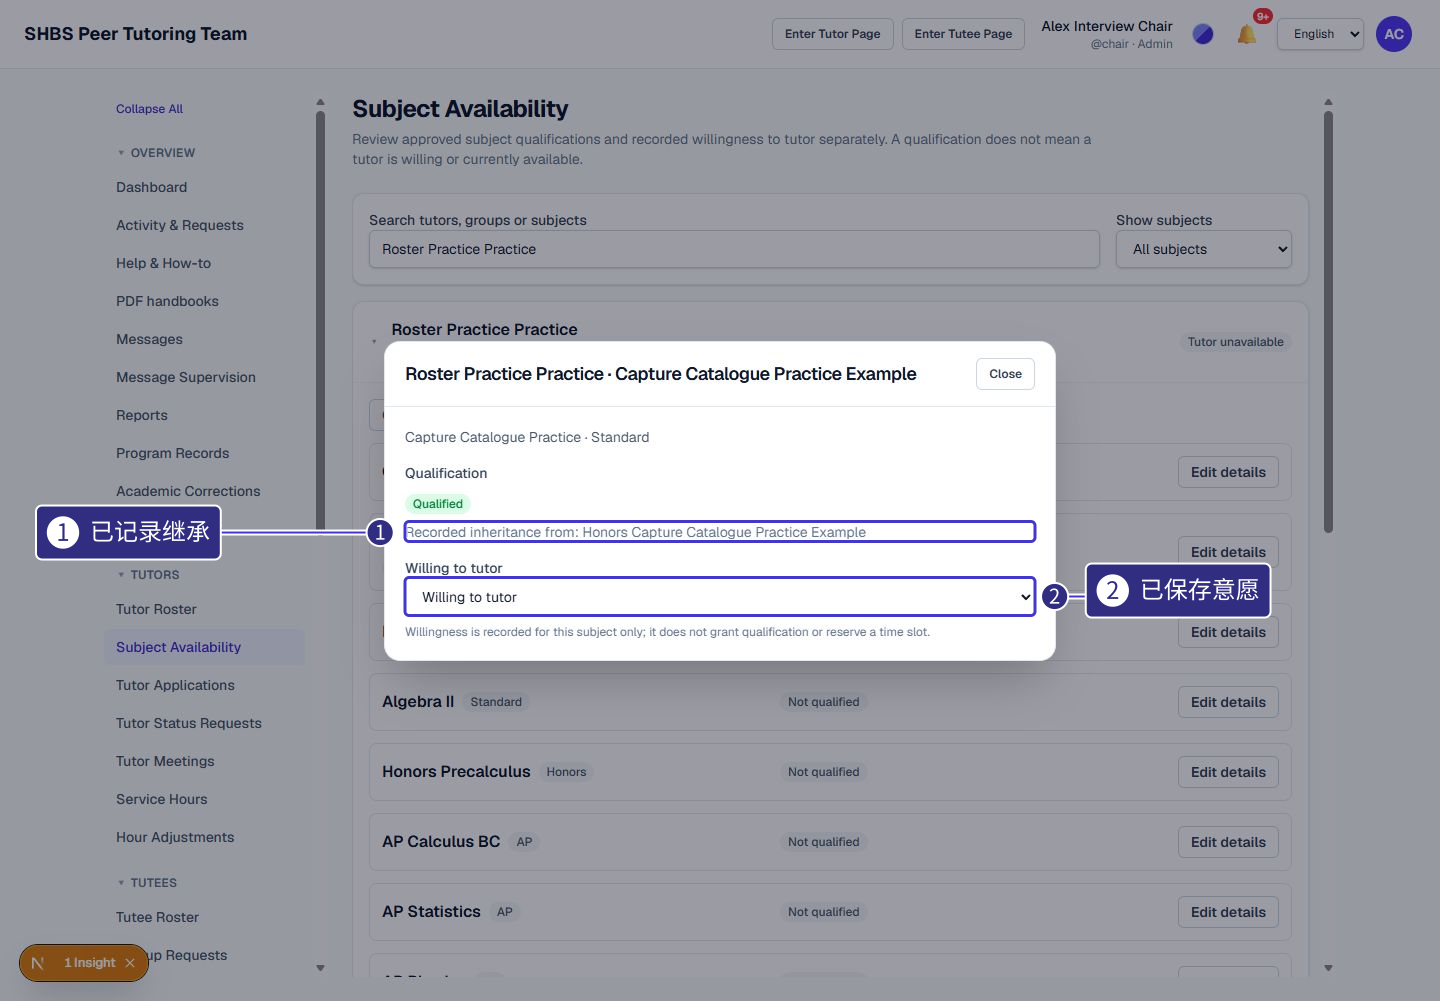 SHBS Peer Tutoring Team
Enter Tutor Page
Enter Tutee Page
Alex Interview Chair
@chair · Admin
9+
English
AC
Collapse All
OVERVIEW
Dashboard
Activity & Requests
Help & How-to
PDF handbooks
Messages
Message Supervision
Reports
Program Records
Academic Corrections
TUTORS
Tutor Roster
Subject Availability
Tutor Applications
Tutor Status Requests
Tutor Meetings
Service Hours
Hour Adjustments
TUTEES
Tutee Roster
up Requests
1 Insight
Subject Availability
Review approved subject qualifications and recorded willingness to tutor separately. A qualification does not mean a
tutor is willing or currently available.
Search tutors, groups or subjects
Roster Practice Practice
Show subjects
All subjects
Roster Practice Practice
Tutor unavailable
Roster Practice Practice · Capture Catalogue Practice Example
Close
Capture Catalogue Practice · Standard
Qualification
Qualified
1 已记录继承
1
Recorded inheritance from: Honors Capture Catalogue Practice Example
Willing to tutor
Willing to tutor
2
2 已保存意愿
Willingness is recorded for this subject only; it does not grant qualification or reserve a time slot.
Edit details
Edit details
Edit details
Algebra II Standard Not qualified Edit details
Honors Precalculus Honors Not qualified Edit details
AP Calculus BC AP Not qualified Edit details
AP Statistics AP Not qualified Edit details